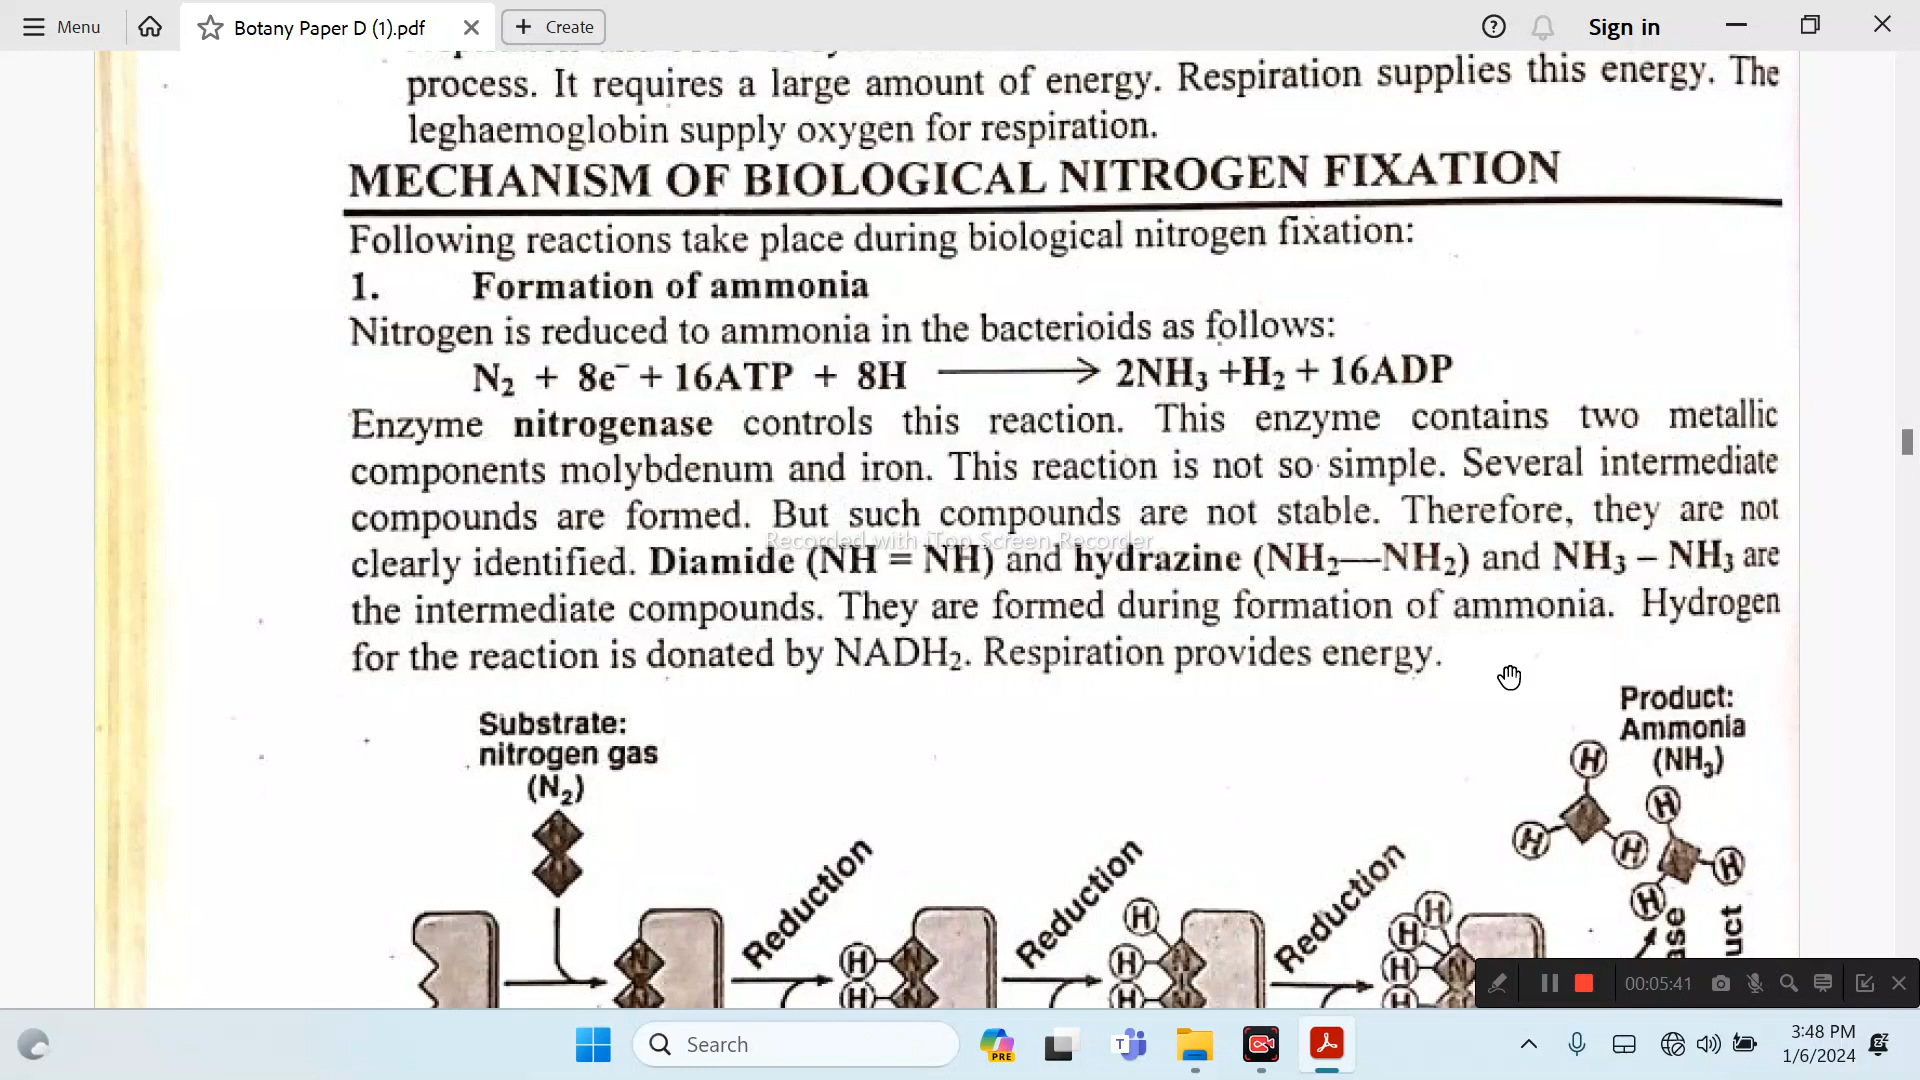 Menu
Botany Paper D (1).pdf
Create
Sign in
process. It requires a large amount of energy. Respiration supplies this energy. The
leghaemoglobin supply oxygen for respiration.
MECHANISM OF BIOLOGICAL NITROGEN FIXATION
Following reactions take place during biological nitrogen fixation:
1. Formation of ammonia
Nitrogen is reduced to ammonia in the bacterioids as follows:
N₂ + 8e⁻ + 16ATP + 8H ⟶ 2NH₃ +H₂ + 16ADP
Enzyme nitrogenase controls this reaction. This enzyme contains two metallic
components molybdenum and iron. This reaction is not so simple. Several intermediate
compounds are formed. But such compounds are not stable. Therefore, they are not
Recorded with iTop Screen Recorder
clearly identified. Diamide (NH = NH) and hydrazine (NH₂—NH₂) and NH₃ – NH₃ are
the intermediate compounds. They are formed during formation of ammonia. Hydrogen
for the reaction is donated by NADH₂. Respiration provides energy.
Substrate:
nitrogen gas
(N₂)
Product:
Ammonia
(NH₃)
H
H H
H
H
H
N
N
Reduction
H
H
N
N
Reduction
H
H
H
N
N
Reduction
H
H
H
H
N
00:05:41
Search
PRE
3:48 PM
1/6/2024